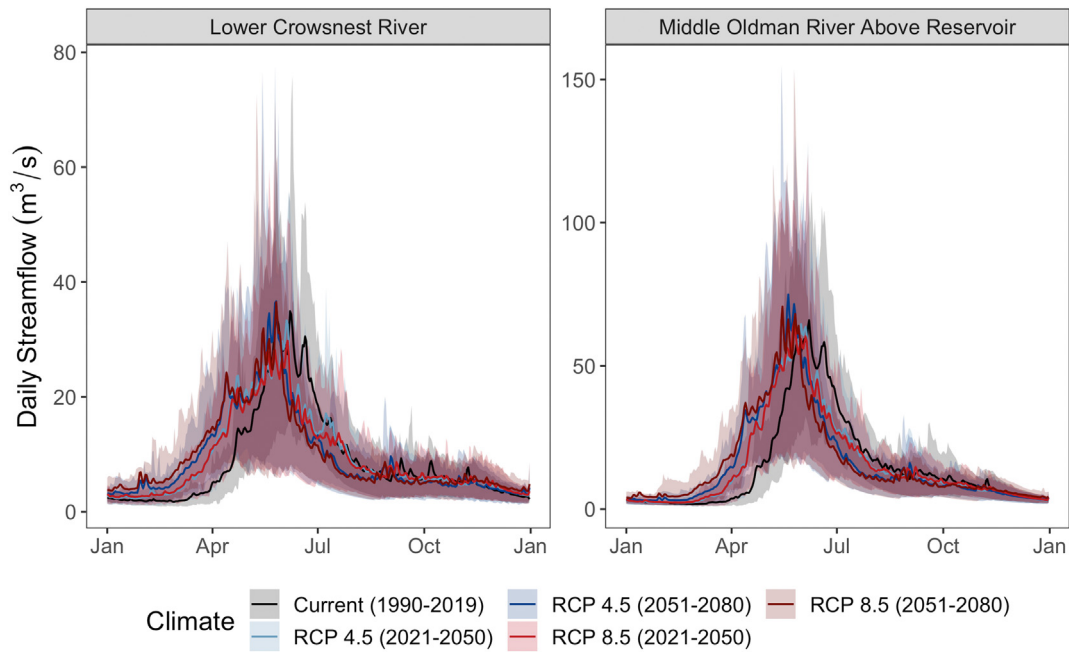 Lower Crowsnest River
Middle Oldman River Above Reservoir
Daily Streamflow (m³/s)
80
60
40
20
0
150
100
50
0
Jan Apr Jul Oct Jan
Jan Apr Jul Oct Jan
Climate
Current (1990-2019)
RCP 4.5 (2051-2080)
RCP 8.5 (2051-2080)
RCP 4.5 (2021-2050)
RCP 8.5 (2021-2050)